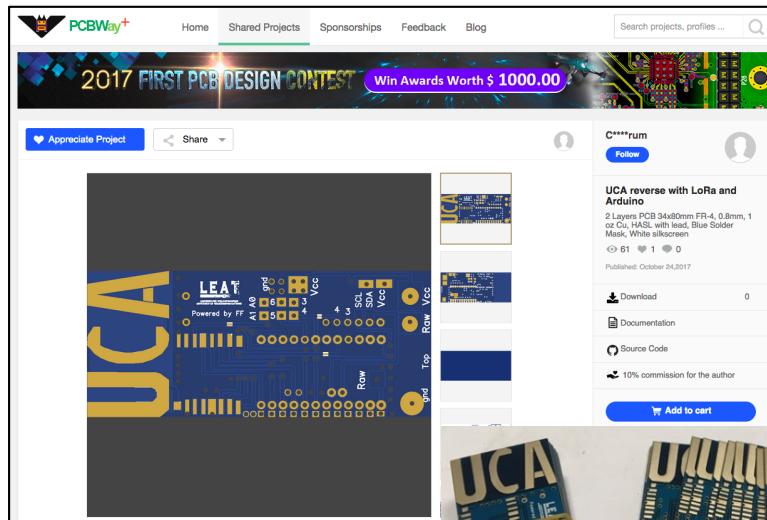 PCBWay+
Home Shared Projects Sponsorships Feedback Blog
Search projects, profiles ...
2017 FIRST PCB DESIGN CONTEST Win Awards Worth $ 1000.00
Appreciate Project
Share
C****rum
Follow
UCA reverse with LoRa and
Arduino
2 Layers PCB 34x80mm FR-4, 0.8mm, 1
oz Cu, HASL with lead, Blue Solder
Mask, White silkscreen
61 1 0
Published: October 24,2017
Download 0
Documentation
Source Code
10% commission for the author
Add to cart
UCA
LEAT
Powered by FF
gnd
Vcc
A1 A0
6 3
5 4
4 3
SCL
SDA
Vcc
Vcc
Raw
Top
Raw
gnd
UCA
UCA